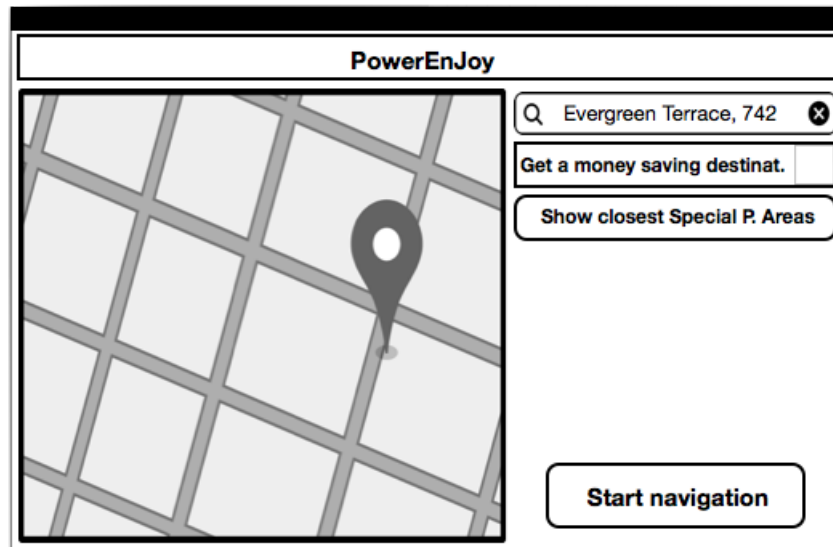 PowerEnJoy
Evergreen Terrace, 742
Get a money saving destinat.
Show closest Special P. Areas
Start navigation